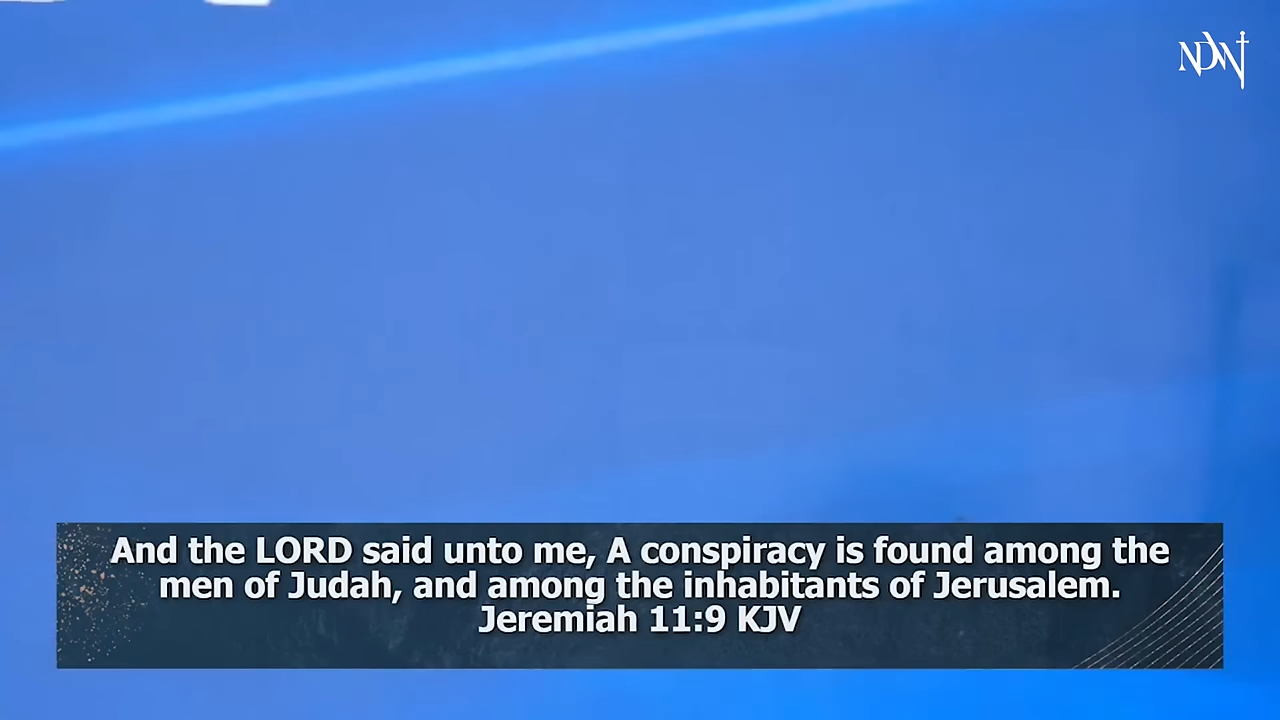 NDW
And the LORD said unto me, A conspiracy is found among the
men of Judah, and among the inhabitants of Jerusalem.
Jeremiah 11:9 KJV